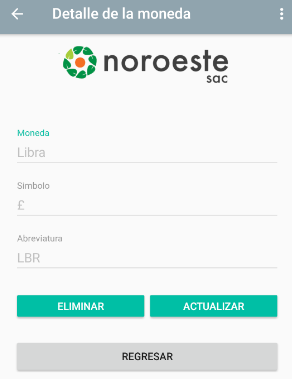 Detalle de la moneda
noroeste
sac
Moneda
Libra
Simbolo
£
Abreviatura
LBR
ELIMINAR
ACTUALIZAR
REGRESAR